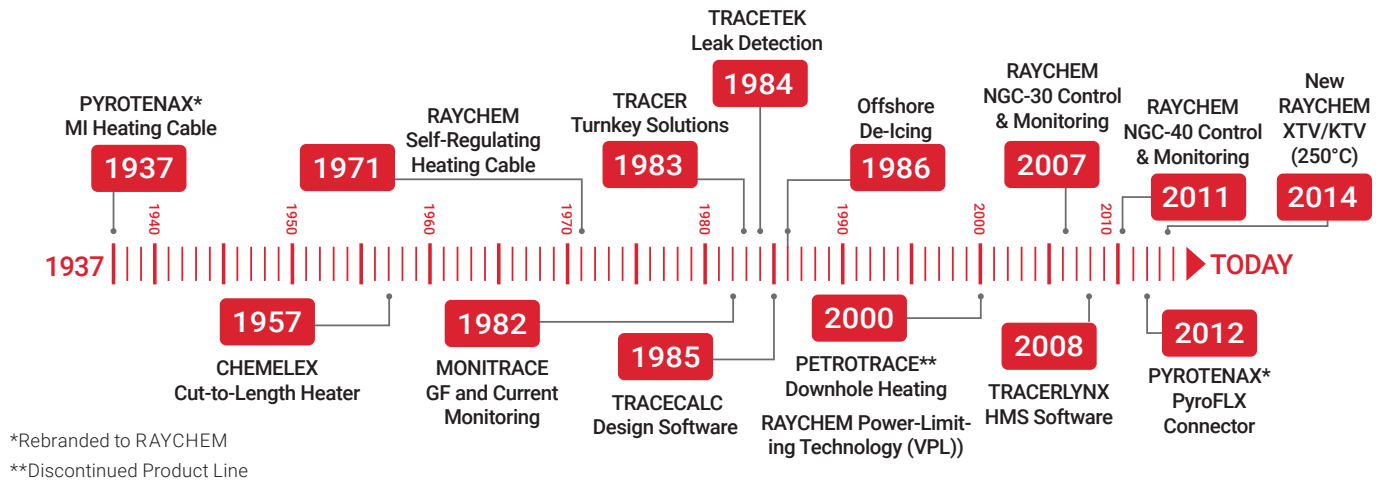 TRACETEK
Leak Detection
1984
PYROTENAX*
MI Heating Cable
1937
RAYCHEM
Self-Regulating
Heating Cable
1971
TRACER
Turnkey Solutions
1983
Offshore
De-Icing
1986
RAYCHEM
NGC-30 Control
& Monitoring
2007
RAYCHEM
NGC-40 Control
& Monitoring
2011
New
RAYCHEM
XTV/KTV
(250°C)
2014
1940
1950
1960
1970
1980
1990
2000
2010
1937
TODAY
1957
CHEMELEX
Cut-to-Length Heater
1982
MONITRACE
GF and Current
Monitoring
1985
TRACECALC
Design Software
2000
PETROTRACE**
Downhole Heating
RAYCHEM Power-Limit-
ing Technology (VPL))
2008
TRACERLYNX
HMS Software
2012
PYROTENAX*
PyroFLX
Connector
*Rebranded to RAYCHEM
**Discontinued Product Line